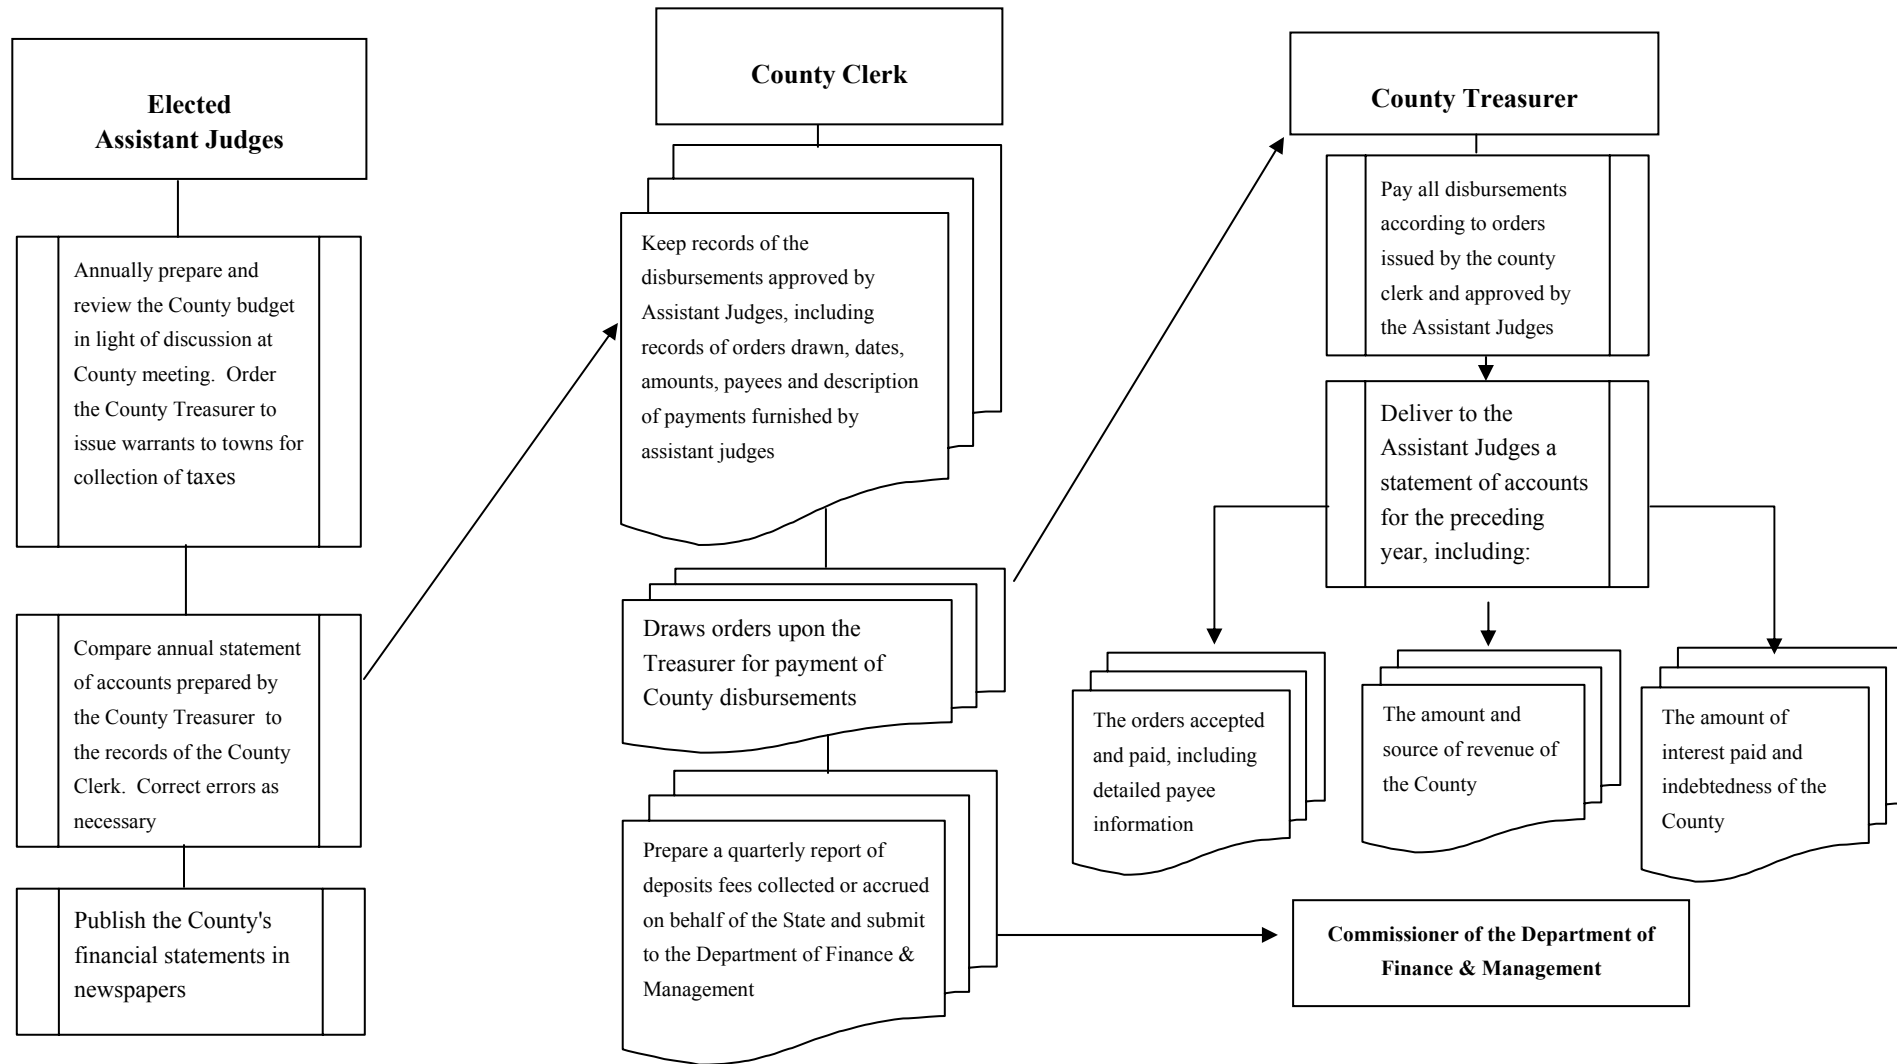 Elected
Assistant Judges
Annually prepare and
review the County budget
in light of discussion at
County meeting.  Order
the County Treasurer to
issue warrants to towns for
collection of taxes
Compare annual statement
of accounts prepared by
the County Treasurer  to
the records of the County
Clerk.  Correct errors as
necessary
Publish the County's
financial statements in
newspapers
County Clerk
Keep records of the
disbursements approved by
Assistant Judges, including
records of orders drawn, dates,
amounts, payees and description
of payments furnished by
assistant judges
Draws orders upon the
Treasurer for payment of
County disbursements
Prepare a quarterly report of
deposits fees collected or accrued
on behalf of the State and submit
to the Department of Finance &
Management
County Treasurer
Pay all disbursements
according to orders
issued by the county
clerk and approved by
the Assistant Judges
Deliver to the
Assistant Judges a
statement of accounts
for the preceding
year, including:
The orders accepted
and paid, including
detailed payee
information
The amount and
source of revenue of
the County
The amount of
interest paid and
indebtedness of the
County
Commissioner of the Department of
Finance & Management